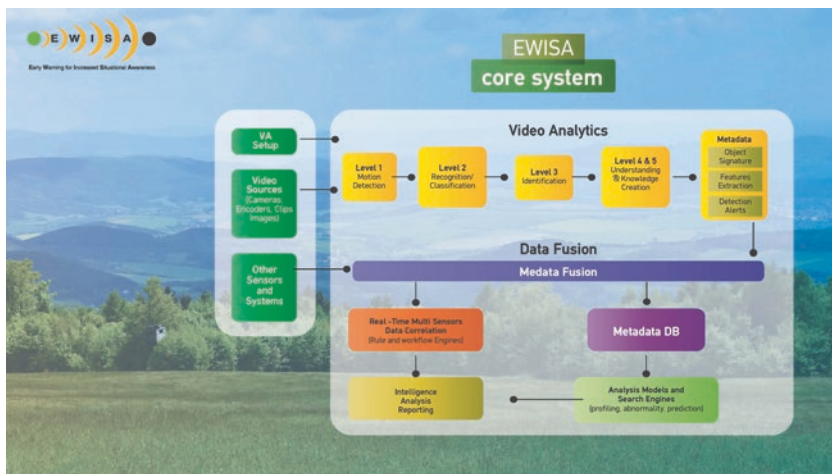 EWISA
Early Warning for Increased Situational Awareness
EWISA
core system
VA
Setup
Video
Sources
(Cameras,
Encoders, Clips
Images)
Other
Sensors
and
Systems
Video Analytics
Level 1
Motion
Detection
Level 2
Recognition/
Classification
Level 3
Identification
Level 4 & 5
Understanding
& Knowledge
Creation
Metadata
Object
Signature
Features
Extraction
Detection
Alerts
Data Fusion
Medata Fusion
Real -Time Multi Sensors
Data Correlation
(Rule and workflow Engines)
Metadata DB
Intelligence
Analysis
Reporting
Analysis Models and
Search Engines
(profiling, abnormality, prediction)